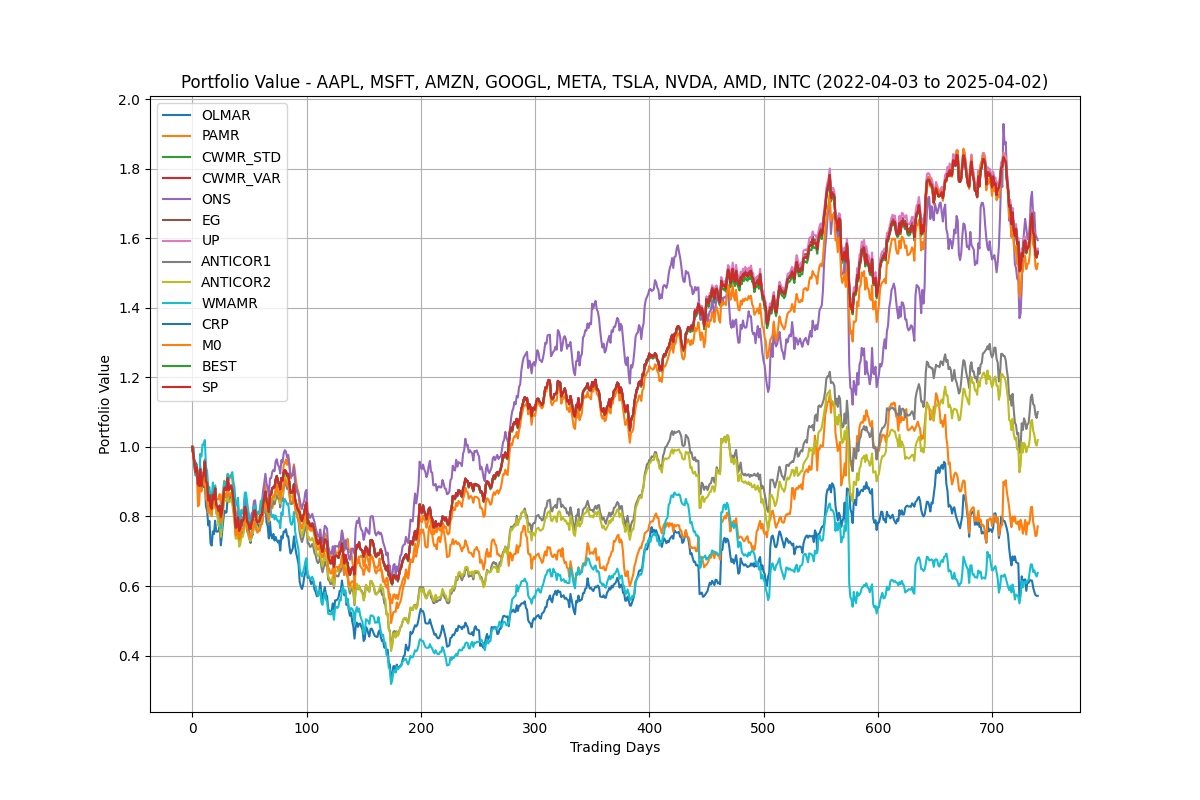 Portfolio Value - AAPL, MSFT, AMZN, GOOGL, META, TSLA, NVDA, AMD, INTC (2022-04-03 to 2025-04-02)
2.0
1.8
1.6
1.4
1.2
1.0
0.8
0.6
0.4
Portfolio Value
OLMAR
PAMR
CWMR_STD
CWMR_VAR
ONS
EG
UP
ANTICOR1
ANTICOR2
WMAMR
CRP
M0
BEST
SP
0 100 200 300 400 500 600 700
Trading Days